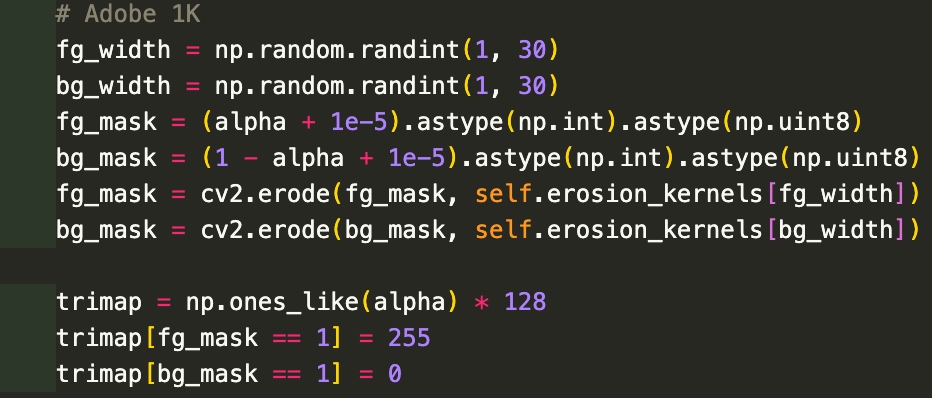 # Adobe 1K
fg_width = np.random.randint(1, 30)
bg_width = np.random.randint(1, 30)
fg_mask = (alpha + 1e-5).astype(np.int).astype(np.uint8)
bg_mask = (1 - alpha + 1e-5).astype(np.int).astype(np.uint8)
fg_mask = cv2.erode(fg_mask, self.erosion_kernels[fg_width])
bg_mask = cv2.erode(bg_mask, self.erosion_kernels[bg_width])
trimap = np.ones_like(alpha) * 128
trimap[fg_mask == 1] = 255
trimap[bg_mask == 1] = 0